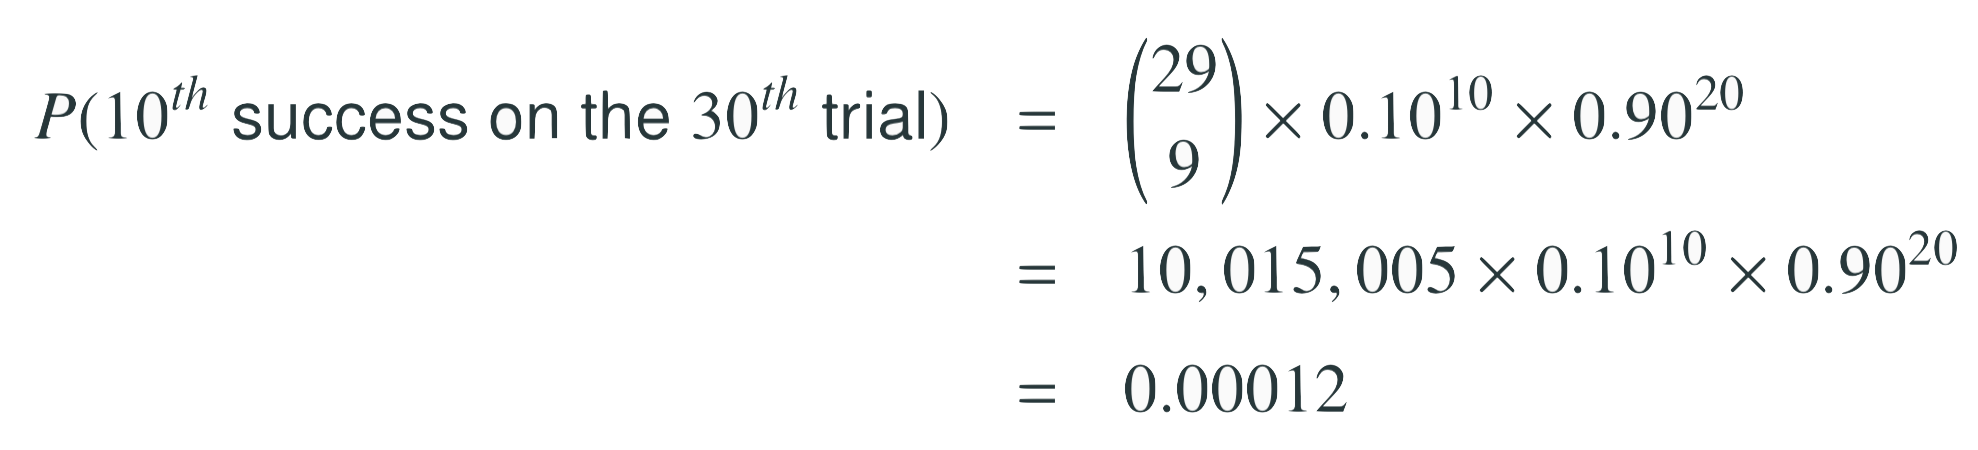 P(10^{th} success on the 30^{th} trial) = \binom{29}{9} × 0.10^{10} × 0.90^{20}
= 10, 015, 005 × 0.10^{10} × 0.90^{20}
= 0.00012